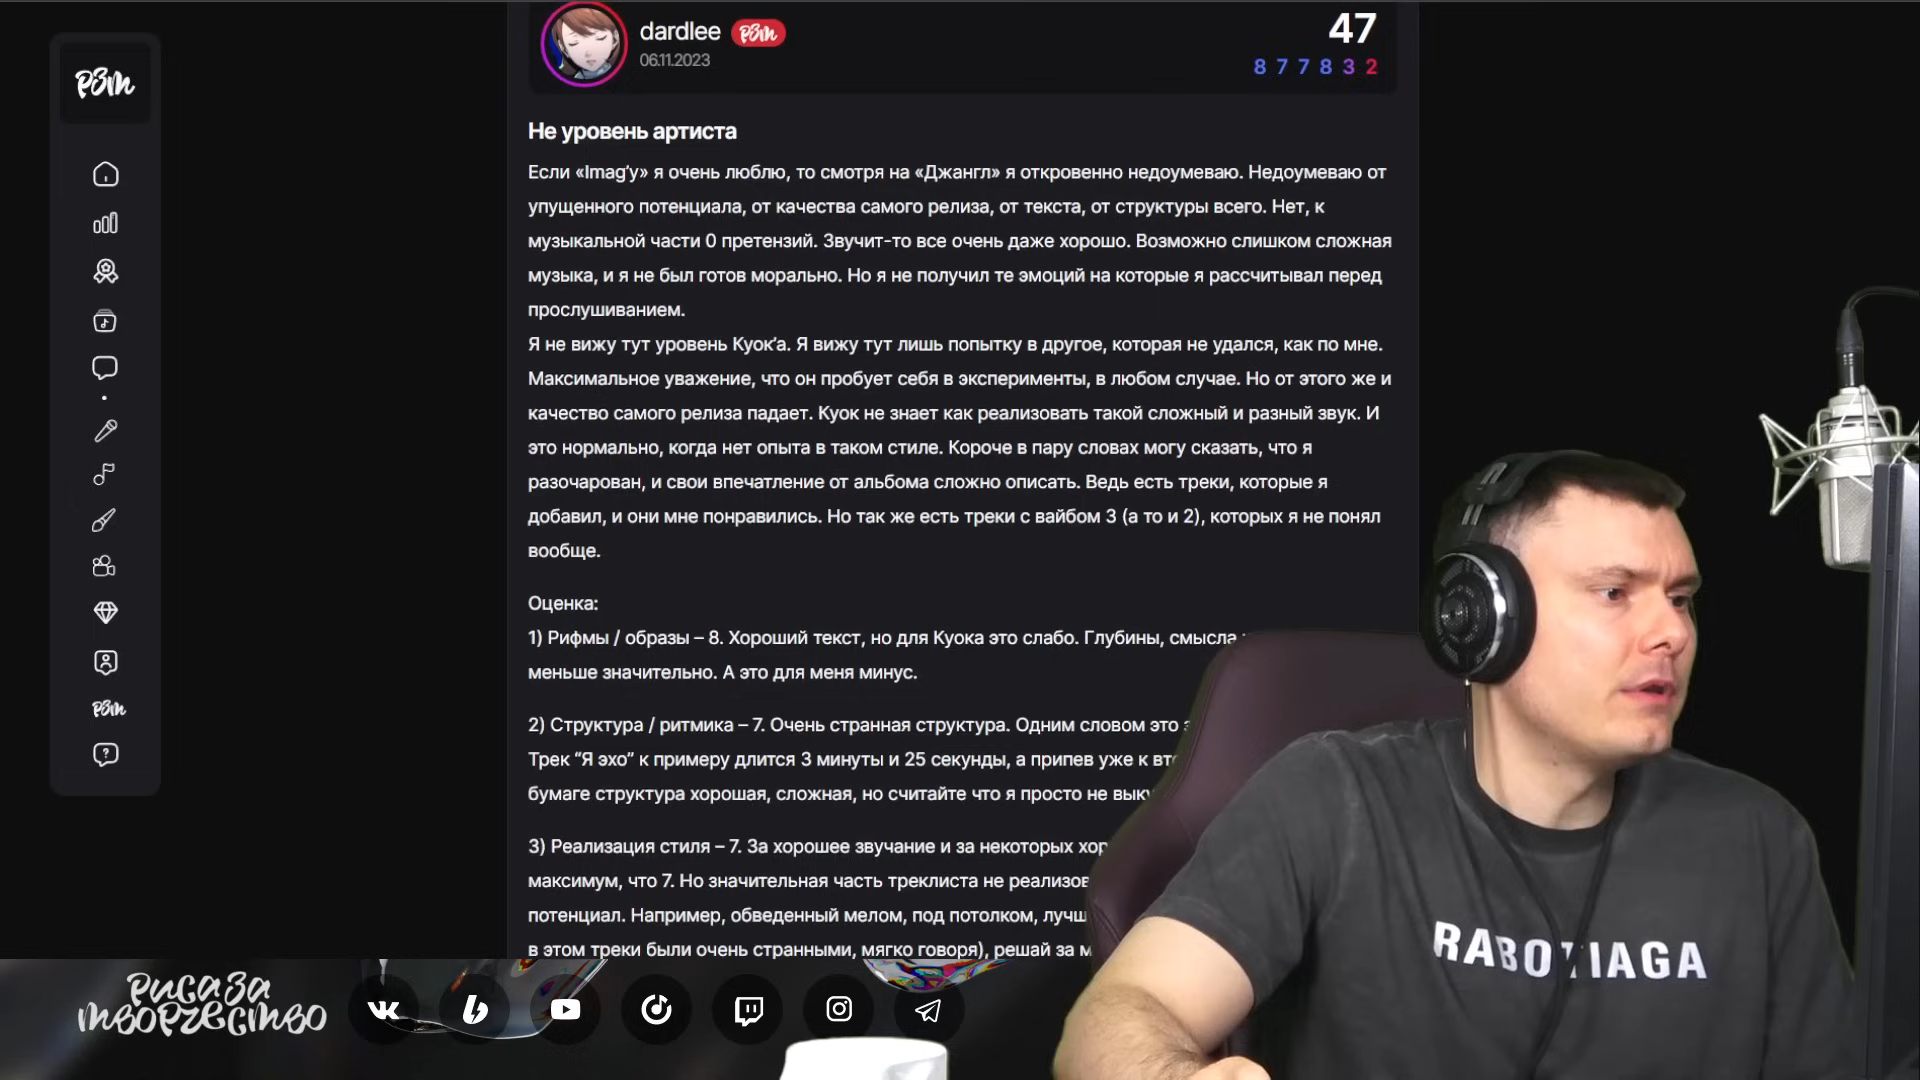 dardlee РЗТ
06.11.2023
47
8 7 7 8 3 2
РЗТ
Не уровень артиста
Если «Imag’у» я очень люблю, то смотря на «Джангл» я откровенно недоумеваю. Недоумеваю от
упущенного потенциала, от качества самого релиза, от текста, от структуры всего. Нет, к
музыкальной части 0 претензий. Звучит-то все очень даже хорошо. Возможно слишком сложная
музыка, и я не был готов морально. Но я не получил те эмоций на которые я рассчитывал перед
прослушиванием.
Я не вижу тут уровень Куок’а. Я вижу тут лишь попытку в другое, которая не удался, как по мне.
Максимальное уважение, что он пробует себя в эксперименты, в любом случае. Но от этого же и
качество самого релиза падает. Куок не знает как реализовать такой сложный и разный звук. И
это нормально, когда нет опыта в таком стиле. Короче в пару словах могу сказать, что я
разочарован, и свои впечатление от альбома сложно описать. Ведь есть треки, которые я
добавил, и они мне понравились. Но так же есть треки с вайбом 3 (а то и 2), которых я не понял
вообще.
Оценка:
1) Рифмы / образы – 8. Хороший текст, но для Куока это слабо. Глубины, смысла
меньше значительно. А это для меня минус.
2) Структура / ритмика – 7. Очень странная структура. Одним словом это
Трек “Я эхо” к примеру длится 3 минуты и 25 секунды, а припев уже к
бумаге структура хорошая, сложная, но считайте что я просто не
3) Реализация стиля – 7. За хорошее звучание и за некоторых
максимум, что 7. Но значительная часть треклиста не
потенциал. Например, обведенный мелом, под потолком,
в этом треки были очень странными, мягко говоря), решай за
РЗТ
RABOTIAGA
РИСАЗА
ТВОРЧЕСТВО